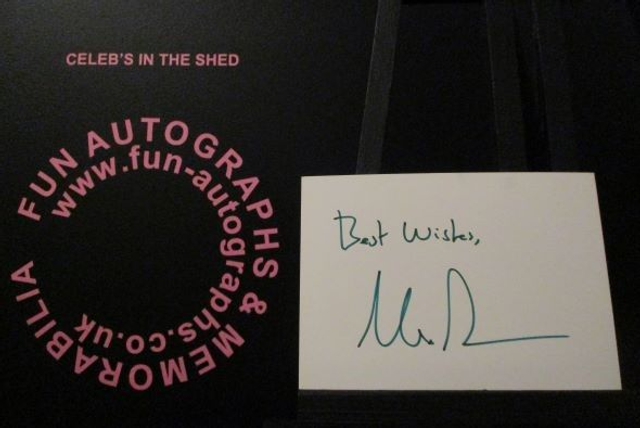 CELEB'S IN THE SHED
FUN AUTOGRAPHS & MEMORABILIA
www.fun-autographs.co.uk
Best Wishes,